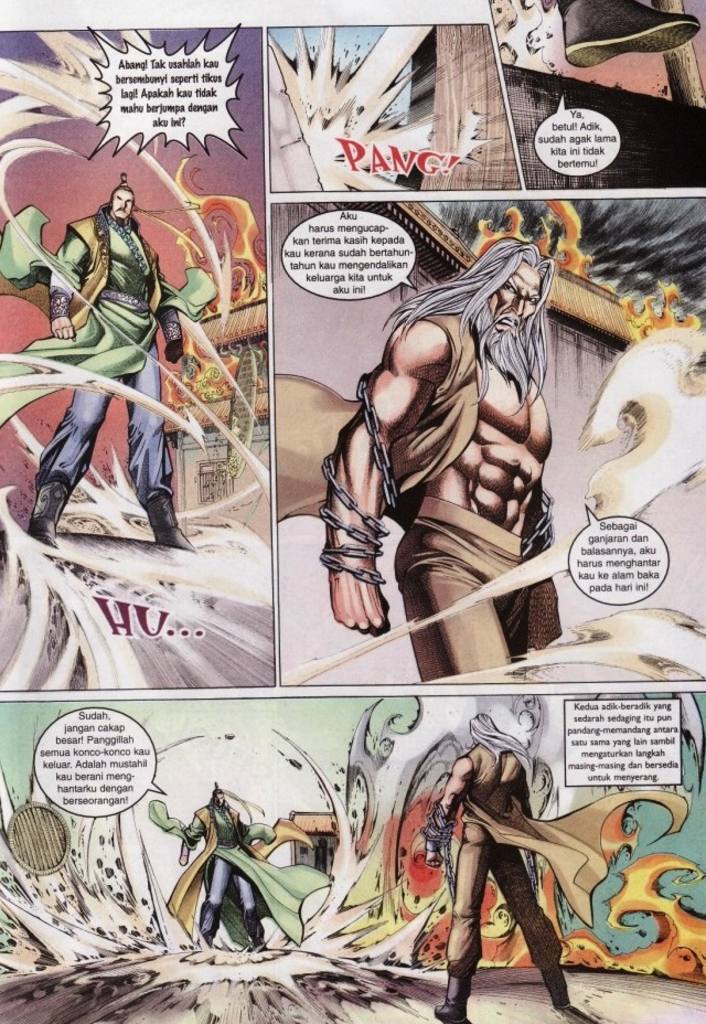 Abang! Tak usahlah kau
bersembunyi seperti tikus
lagi! Apakah kau tidak
mahu berjumpa dengan
aku ini?
PANG!
Ya,
betul! Adik,
sudah agak lama
kita ini tidak
bertemu!
HU...
Aku
harus mengucap-
kan terima kasih kepada
kau kerana sudah bertahun-
tahun kau mengendalikan
keluarga kita untuk
aku ini!
Sebagai
ganjaran dan
balasannya, aku
harus menghantar
kau ke alam baka
pada hari ini!
Sudah,
jangan cakap
besar! Panggillah
semua konco-konco kau
keluar. Adalah mustahil
kau berani meng-
hantarku dengan
berseorangan!
Kedua adik-beradik yang
sedarah sedaging itu pun
pandang-memandang antara
satu sama yang lain sambil
mengaturkan langkah
masing-masing dan bersedia
untuk menyerang.